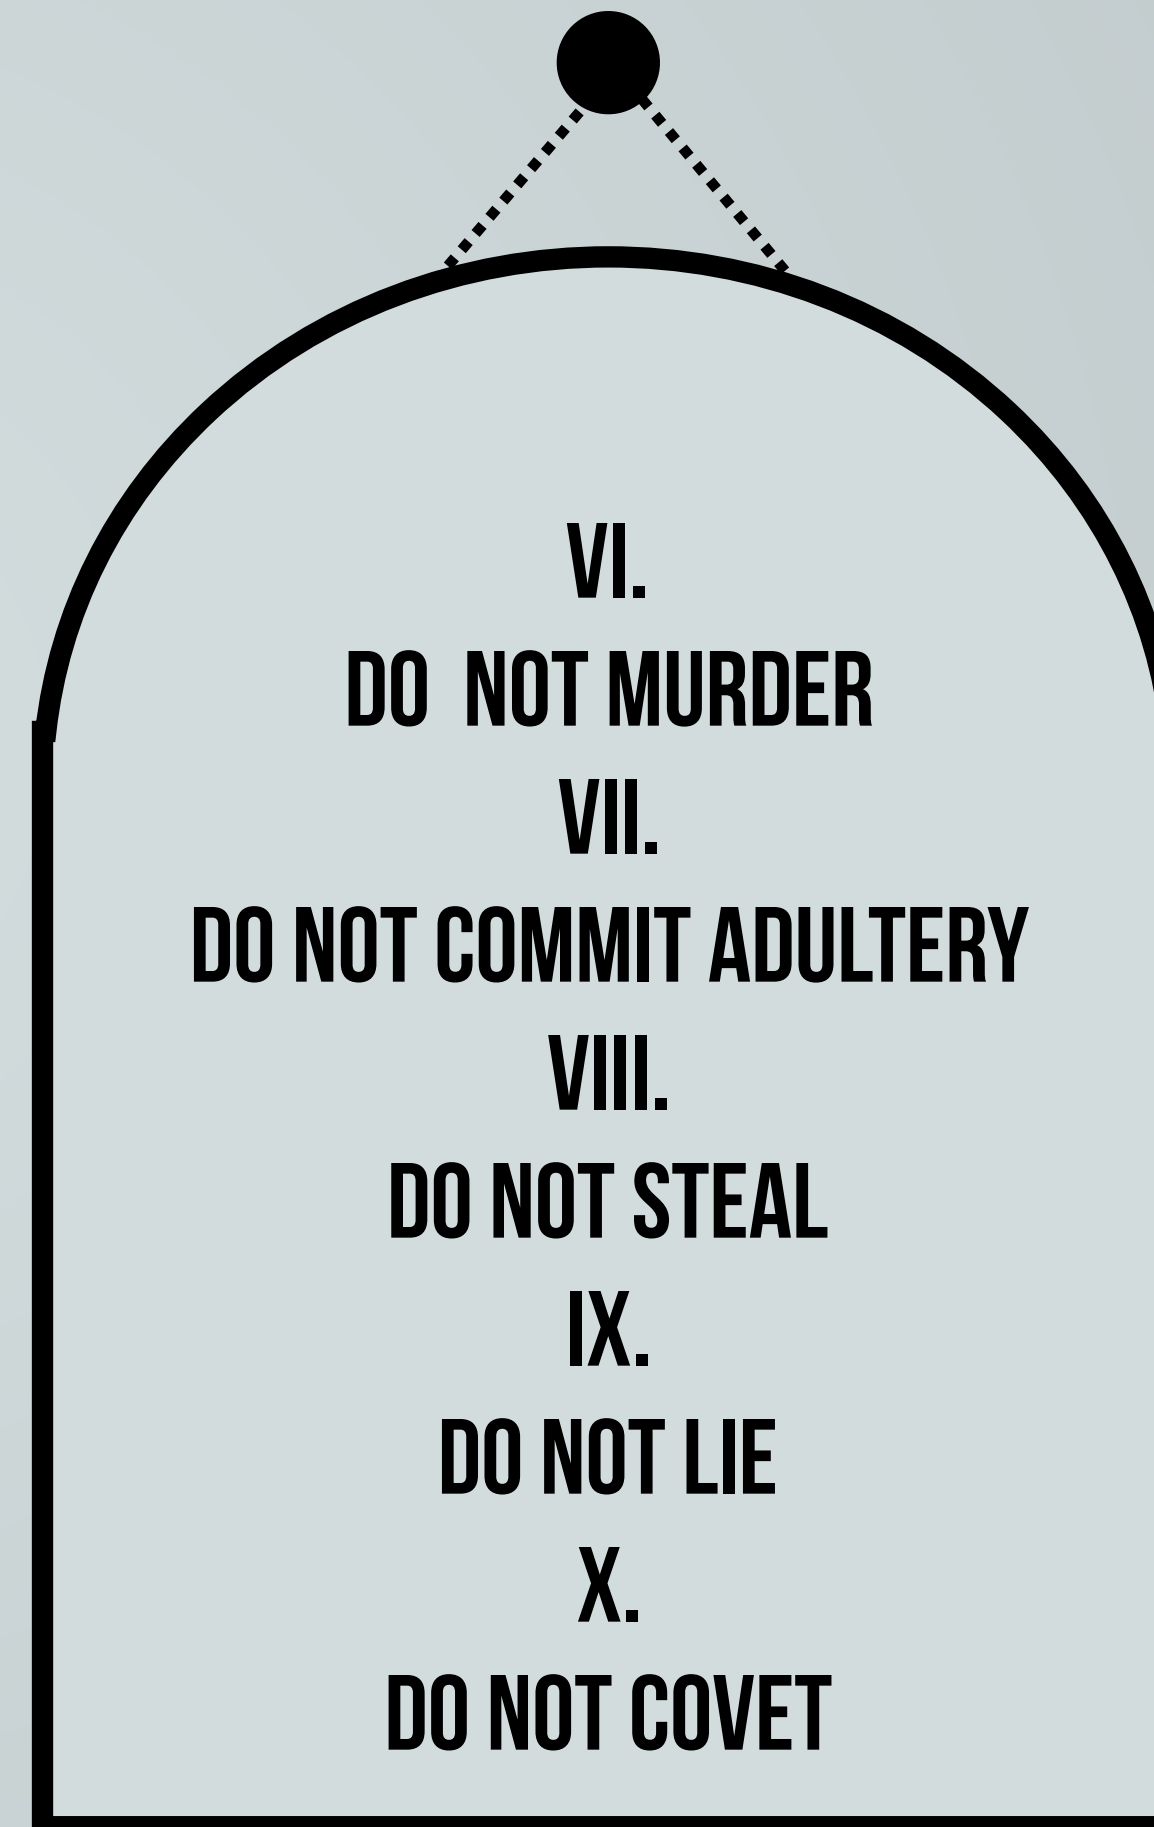 VI.
DO NOT MURDER
VII.
DO NOT COMMIT ADULTERY
VIII.
DO NOT STEAL
IX.
DO NOT LIE
X.
DO NOT COVET